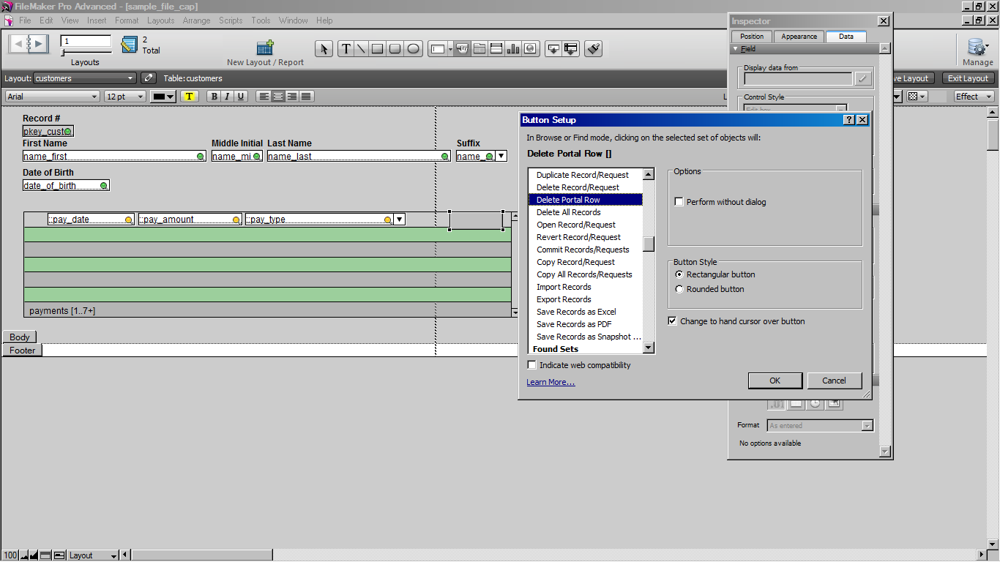 FileMaker Pro Advanced - [sample_file_cap]
File Edit View Insert Format Layouts Arrange Scripts Tools Window Help
1
2
Total
Layouts
New Layout / Report
Manage
Layout: customers
Table: customers
ve Layout
Exit Layout
Arial
12 pt
T
B I U
L
Effect
Inspector
Position Appearance Data
Field
Display data from
Control Style
Edit box
Record #
pkey_cust
First Name
Middle Initial
Last Name
Suffix
name_first
name_mi
name_last
name_
Date of Birth
date_of_birth
::pay_date
::pay_amount
::pay_type
payments [1..7+]
Body
Footer
Button Setup
In Browse or Find mode, clicking on the selected set of objects will:
Delete Portal Row []
Duplicate Record/Request
Delete Record/Request
Delete Portal Row
Delete All Records
Open Record/Request
Revert Record/Request
Commit Records/Requests
Copy Record/Request
Copy All Records/Requests
Import Records
Export Records
Save Records as Excel
Save Records as PDF
Save Records as Snapshot ...
Found Sets
Options
Perform without dialog
Button Style
Rectangular button
Rounded button
Change to hand cursor over button
Indicate web compatibility
Learn More...
OK
Cancel
Format
As entered
No options available
100
Layout